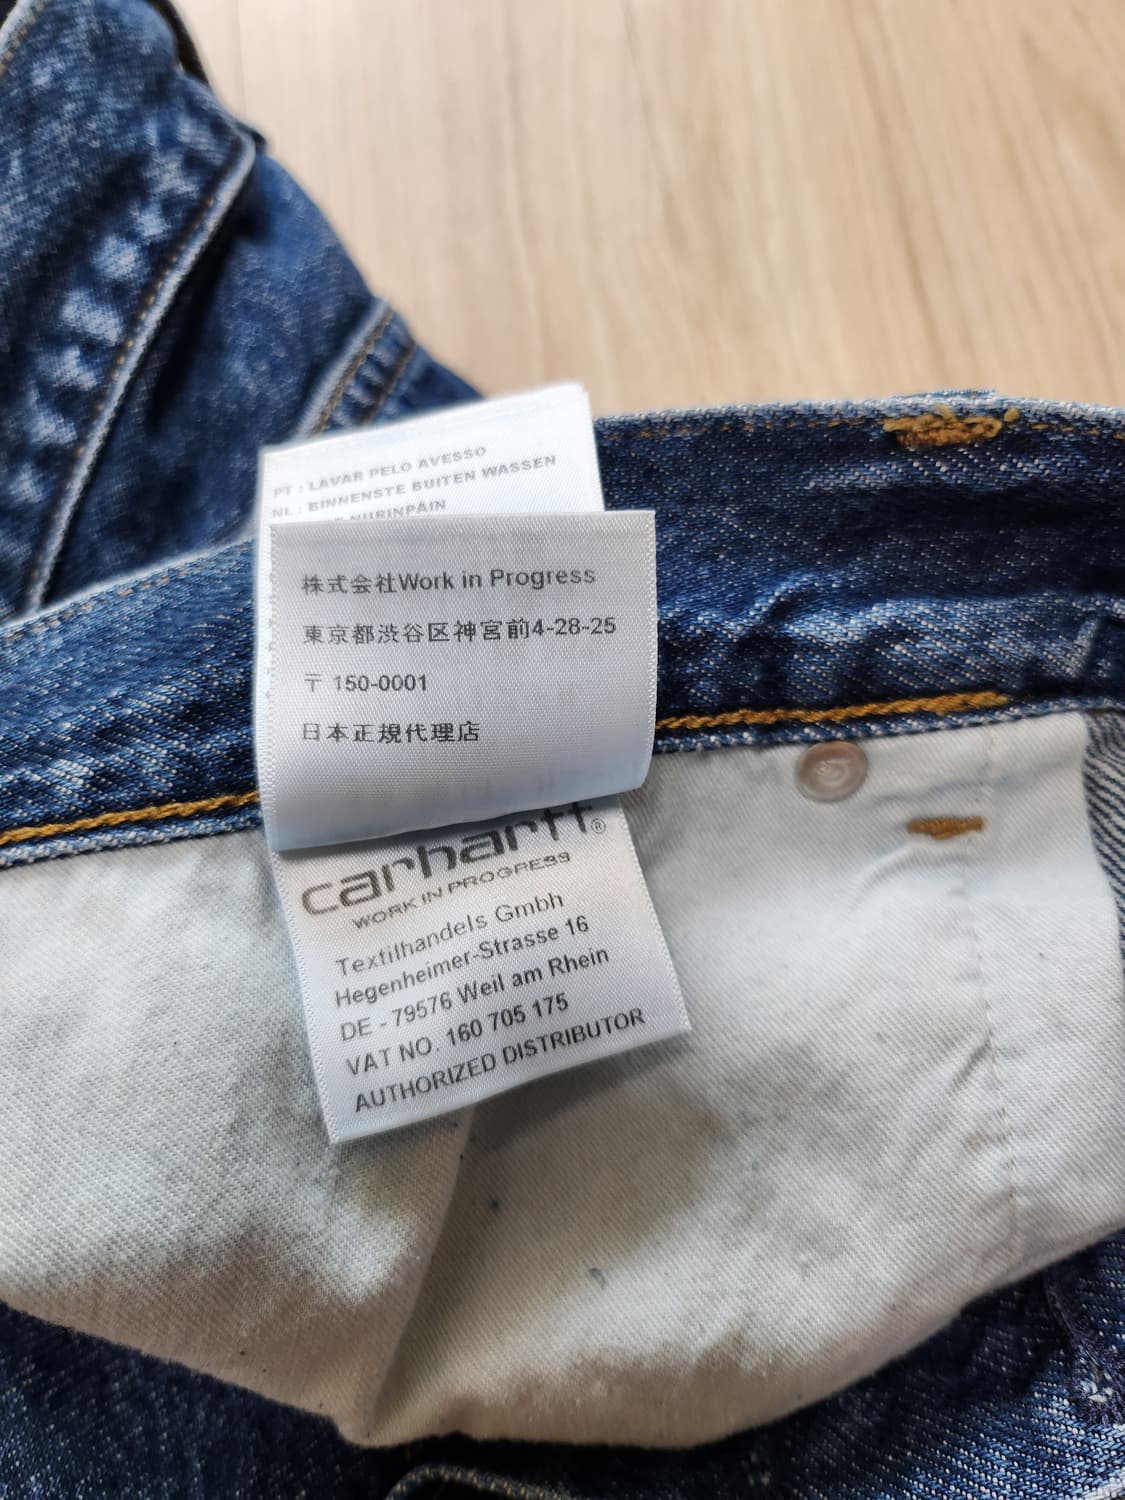 PT : LAVAR PELO AVESSO
NL : BINNENSTE BUITEN WASSEN
NURINPÄIN
株式会社Work in Progress
東京都渋谷区神宮前4-28-25
〒 150-0001
日本正規代理店
carhartt®
WORK IN PROGRESS
Textilhandels Gmbh
Hegenheimer-Strasse 16
DE - 79576 Weil am Rhein
VAT NO. 160 705 175
AUTHORIZED DISTRIBUTOR